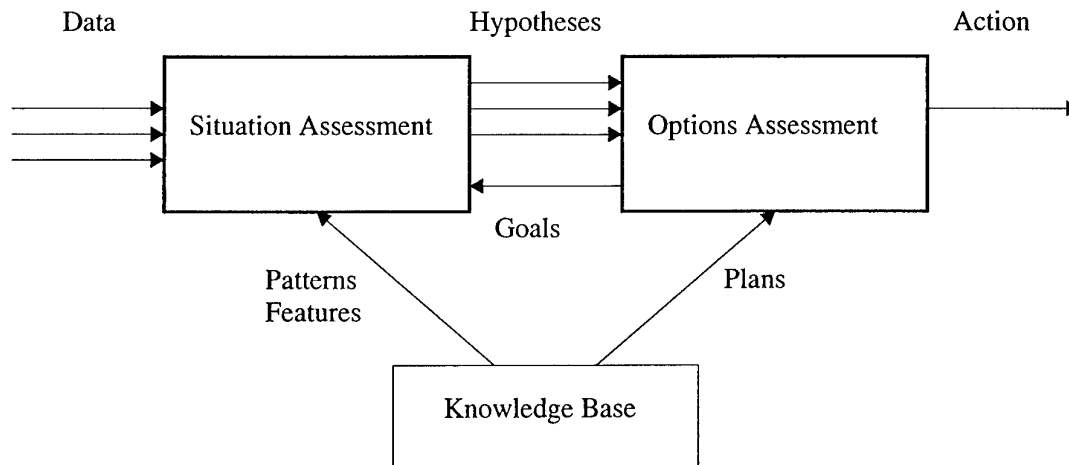 Data
Hypotheses
Action
Situation Assessment
Options Assessment
Goals
Patterns
Features
Plans
Knowledge Base